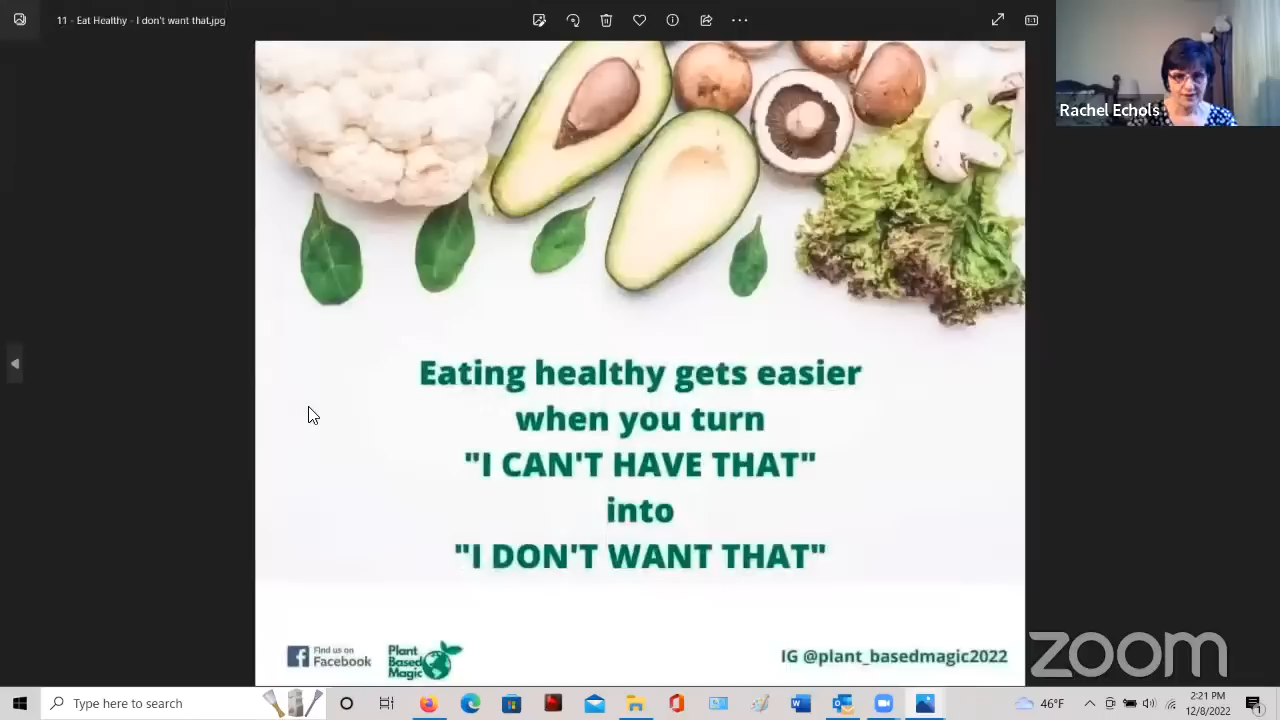 11 - Eat Healthy - I don't want that.jpg
Rachel Echols
Eating healthy gets easier
when you turn
"I CAN'T HAVE THAT"
into
"I DON'T WANT THAT"
Find us on
Facebook
Plant
Based
Magic
IG @plant_basedmagic2022
zoom
Type here to search
46°F
2:21 PM
12/8/2022